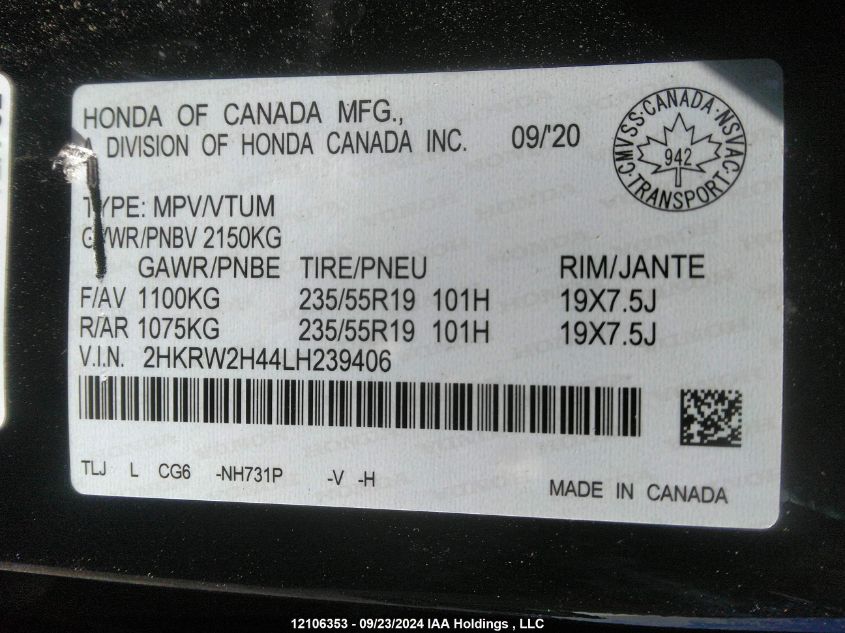 HONDA OF CANADA MFG.,
A DIVISION OF HONDA CANADA INC. 09/'20
CMVSS·CANADA·NSVAC·TRANSPORT
942
TYPE: MPV/VTUM
GVWR/PNBV 2150KG
GAWR/PNBE TIRE/PNEU RIM/JANTE
F/AV 1100KG 235/55R19 101H 19X7.5J
R/AR 1075KG 235/55R19 101H 19X7.5J
V.I.N. 2HKRW2H44LH239406
TLJ L CG6 -NH731P -V -H
MADE IN CANADA
12106353 - 09/23/2024 IAA Holdings , LLC